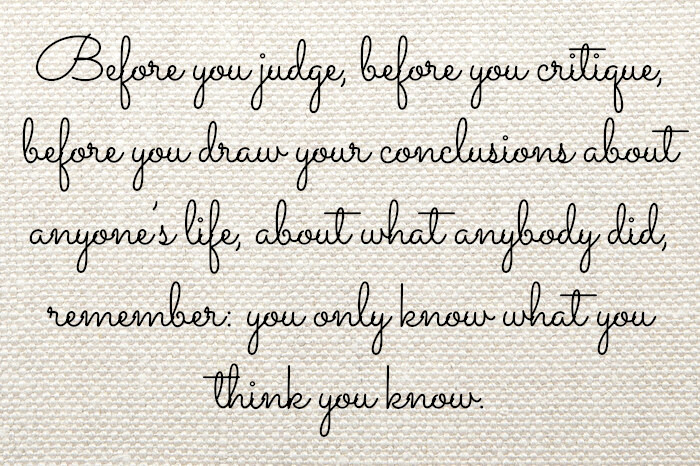 Before you judge, before you critique,
before you draw your conclusions about
anyone's life, about what anybody did,
remember: you only know what you
think you know.